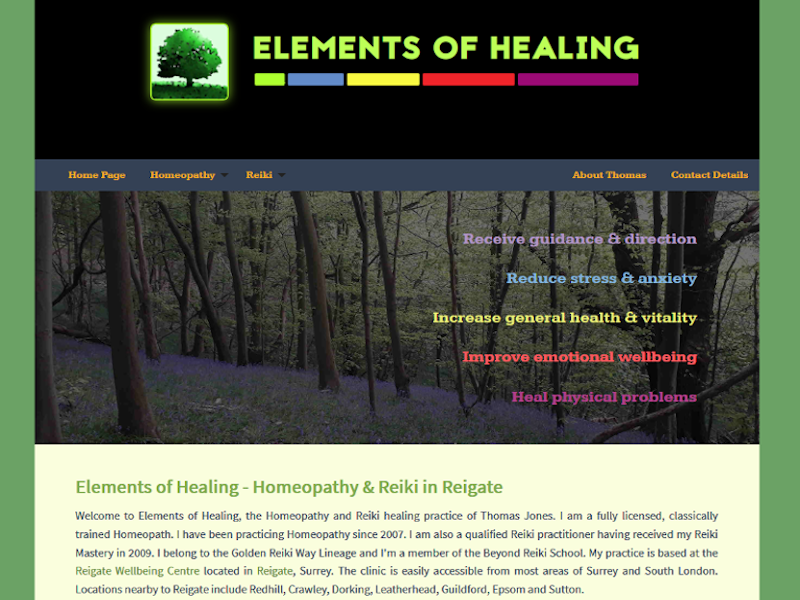 ELEMENTS OF HEALING
Home Page Homeopathy Reiki About Thomas Contact Details
Receive guidance & direction
Reduce stress & anxiety
Increase general health & vitality
Improve emotional wellbeing
Heal physical problems
Elements of Healing - Homeopathy & Reiki in Reigate
Welcome to Elements of Healing, the Homeopathy and Reiki healing practice of Thomas Jones. I am a fully licensed, classically
trained Homeopath. I have been practicing Homeopathy since 2007. I am also a qualified Reiki practitioner having received my Reiki
Mastery in 2009. I belong to the Golden Reiki Way Lineage and I'm a member of the Beyond Reiki School. My practice is based at the
Reigate Wellbeing Centre located in Reigate, Surrey. The clinic is easily accessible from most areas of Surrey and South London.
Locations nearby to Reigate include Redhill, Crawley, Dorking, Leatherhead, Guildford, Epsom and Sutton.